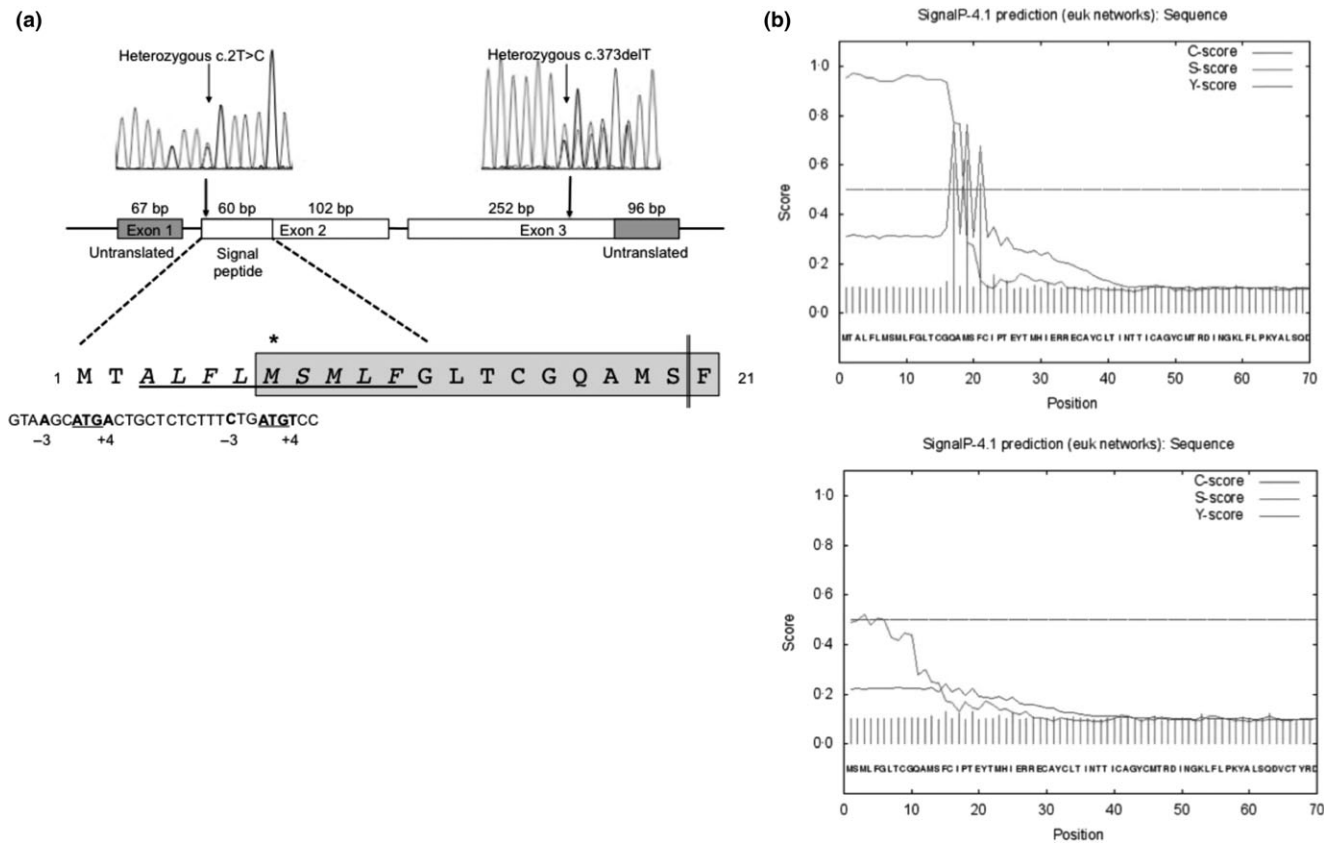 (a)
Heterozygous c.2T>C
Heterozygous c.373delT
67 bp
60 bp
102 bp
252 bp
96 bp
Exon 1
Exon 2
Exon 3
Untranslated
Signal
peptide
Untranslated
*
1 M T A L F L M S M L F G L T C G Q A M S F 21
GTAAGCATGACTGCTCTCTTTCTGATGTCC
–3 +4 –3 +4
(b)
SignalP-4.1 prediction (euk networks): Sequence
C-score
S-score
Y-score
1·0
0·8
0·6
0·4
0·2
0·0
Score
MTALFLMSMLFGLTCGQAMSFCIPTEYTMHIERRECAYCLTINTTICAGYCMTRDINGKLFLPKYALSQD
0 10 20 30 40 50 60 70
Position
SignalP-4.1 prediction (euk networks): Sequence
C-score
S-score
Y-score
1·0
0·8
0·6
0·4
0·2
0·0
Score
MSMLFGLTCGQAMSFCIPTEYTMHIERRECAYCLTINTTICAGYCMTRDINGKLFLPKYALSQDVCTYRD
0 10 20 30 40 50 60 70
Position